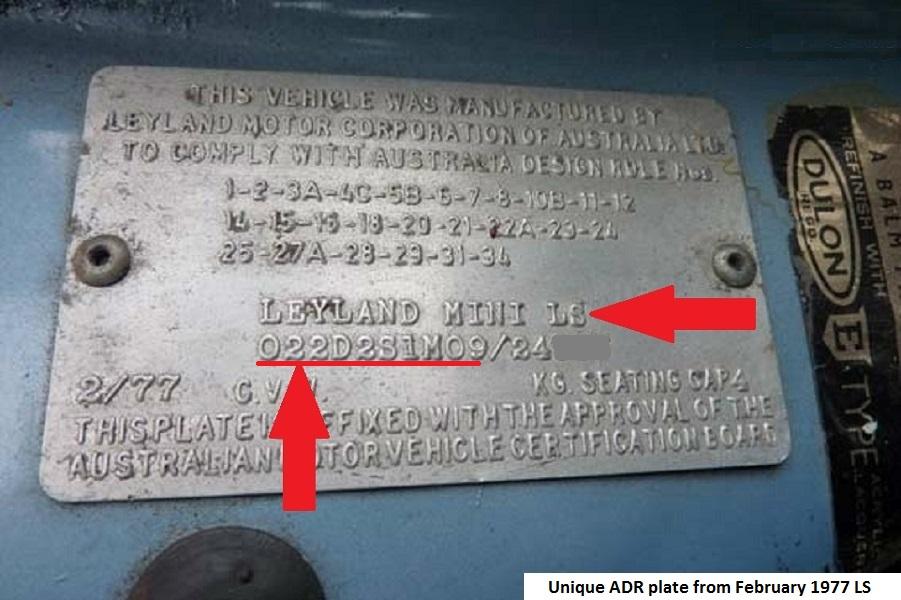 THIS VEHICLE WAS MANUFACTURED BY
LEYLAND MOTOR CORPORATION OF AUSTRALIA LTD.
TO COMPLY WITH AUSTRALIA DESIGN RULE Nos.
1-2-3A-4C-5B-6-7-8-10B-11-12
14-15-16-18-20-21-22A-23-24
25-27A-28-29-31-34
LEYLAND MINI LS
022D2S1M09/24
2/77 G.V.W. KG. SEATING CAP4
THIS PLATE IS AFFIXED WITH THE APPROVAL OF THE
AUSTRALIAN MOTOR VEHICLE CERTIFICATION BOARD
DULON
REFINISH WITH
A BALM
E TYPE
ACRYLIC
Unique ADR plate from February 1977 LS